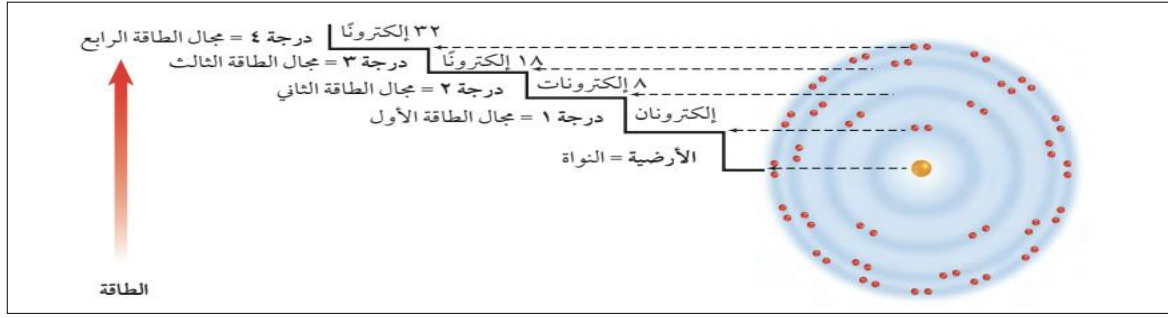 ٣٢ إلكترونًا
درجة ٤ = مجال الطاقة الرابع
١٨ إلكترونًا
درجة ٣ = مجال الطاقة الثالث
٨ إلكترونات
درجة ٢ = مجال الطاقة الثاني
إلكترونان
درجة ١ = مجال الطاقة الأول
الأرضية = النواة
الطاقة